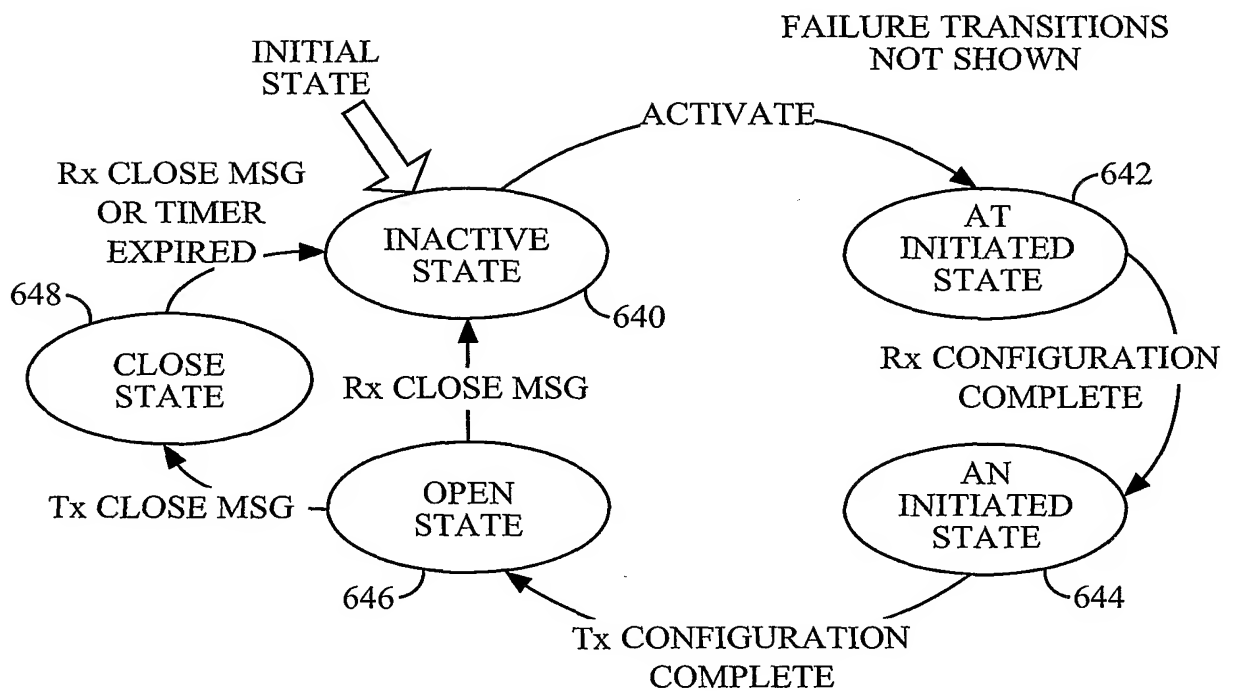 FAILURE TRANSITIONS
NOT SHOWN
INITIAL
STATE
ACTIVATE
Rx CLOSE MSG
OR TIMER
EXPIRED
642
INACTIVE
STATE
AT
INITIATED
STATE
648
640
CLOSE
STATE
Rx CLOSE MSG
Rx CONFIGURATION
COMPLETE
Tx CLOSE MSG
OPEN
STATE
AN
INITIATED
STATE
646
644
Tx CONFIGURATION
COMPLETE